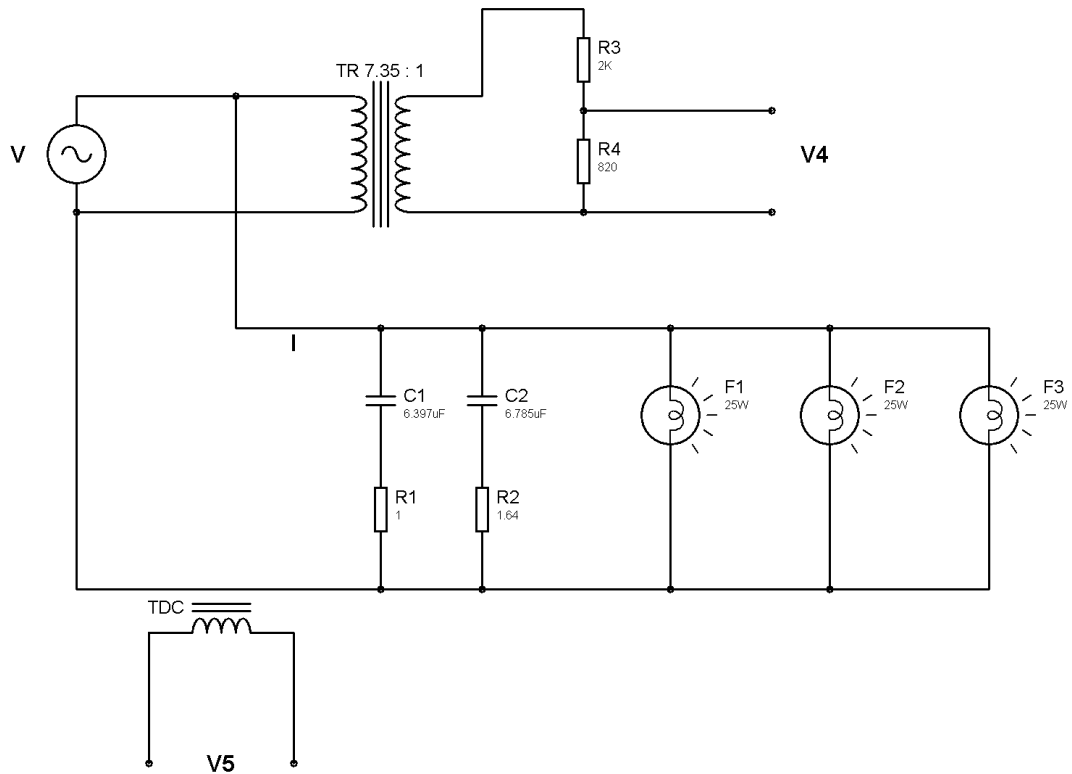 TR 7.35 : 1
R3
2K
V
R4
820
V4
I
C1
6.397uF
C2
6.785uF
F1
25W
F2
25W
F3
25W
R1
1
R2
1.64
TDC
V5